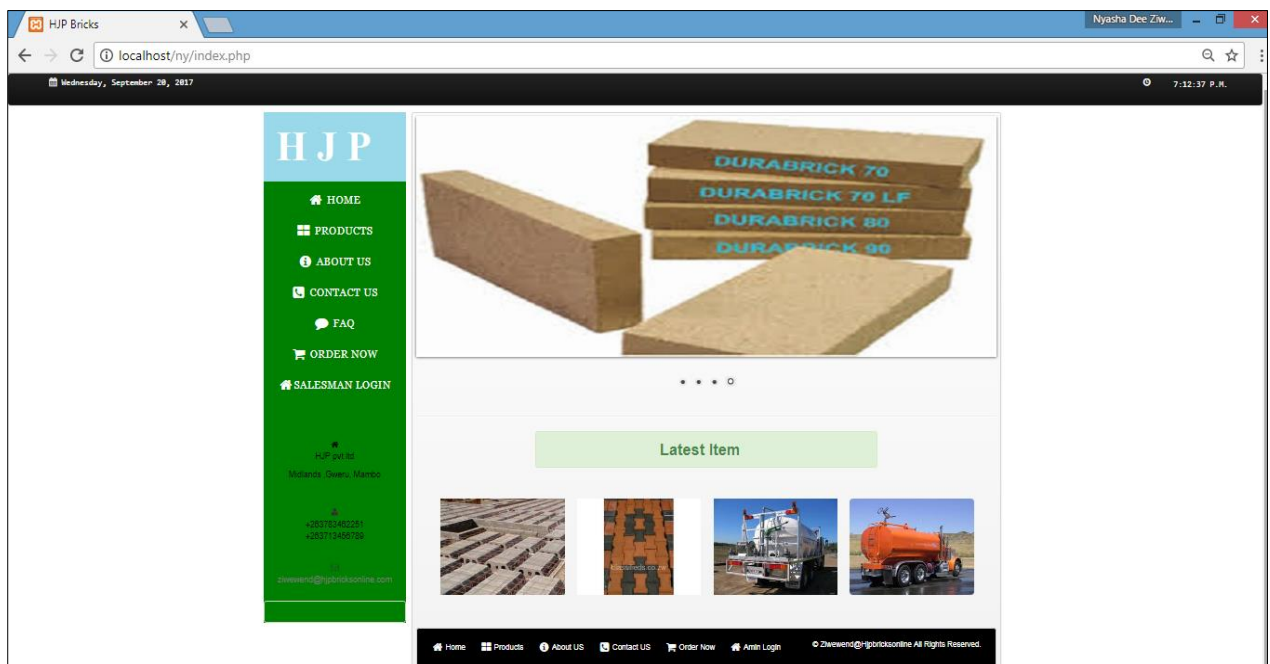 HJP Bricks
Nyasha Dee Ziw...
localhost/ny/index.php
Wednesday, September 20, 2017
7:12:37 P.M.
H J P
HOME
PRODUCTS
ABOUT US
CONTACT US
FAQ
ORDER NOW
SALESMAN LOGIN
HJP pvt ltd
Midlands ,Gweru, Mambo
+263713456789
ziwewend@hjpbricksonline.com
DURABRICK 70
DURABRICK 70 LF
DURABRICK 80
DURABRICK 90
Latest Item
Home Products About US Contact US Order Now Amin Login © Ziwewend@Hjpbricksonline All Rights Reserved.